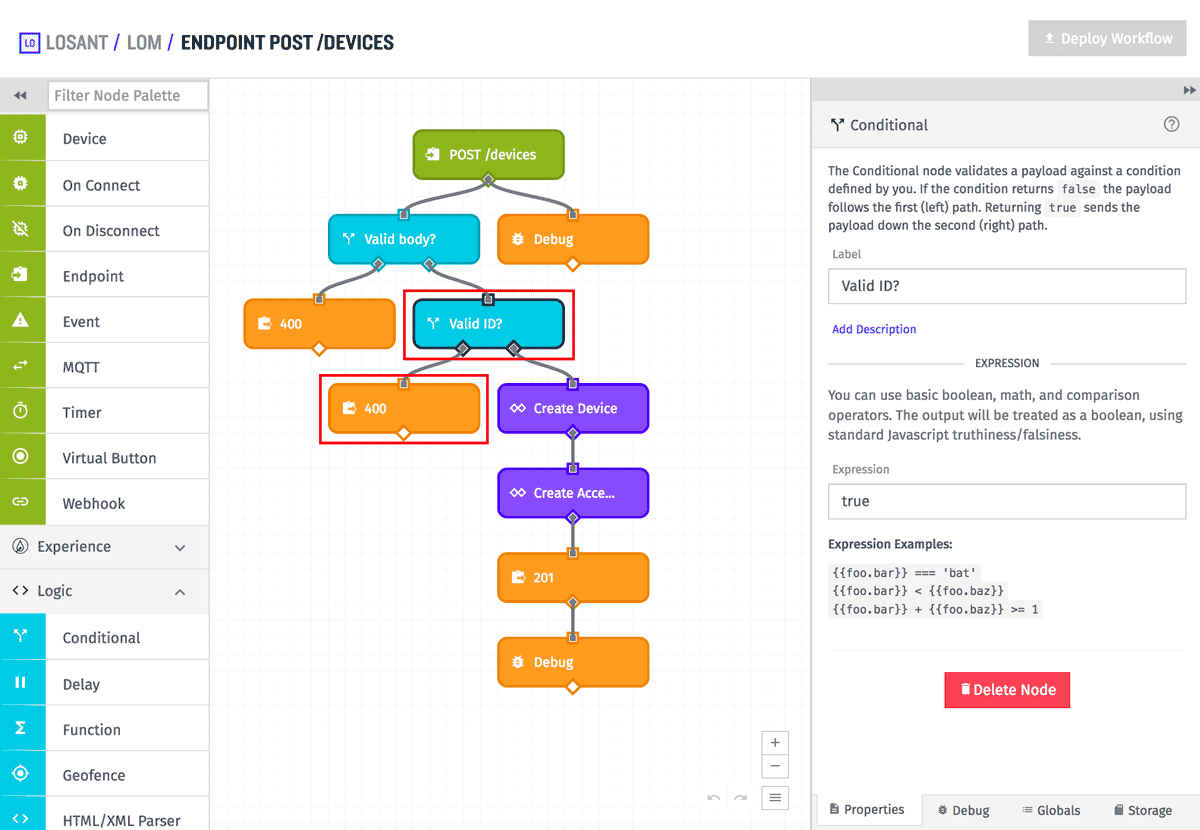 LO LOSANT / LOM / ENDPOINT POST /DEVICES
Deploy Workflow
Filter Node Palette
Device
On Connect
On Disconnect
Endpoint
Event
MQTT
Timer
Virtual Button
Webhook
Experience
Logic
Conditional
Delay
Function
Geofence
HTML/XML Parser
POST /devices
Valid body?
Debug
400
Valid ID?
400
Create Device
Create Acce...
201
Debug
Conditional
The Conditional node validates a payload against a condition
defined by you. If the condition returns false the payload
follows the first (left) path. Returning true sends the
payload down the second (right) path.
Label
Valid ID?
Add Description
EXPRESSION
You can use basic boolean, math, and comparison
operators. The output will be treated as a boolean, using
standard Javascript truthiness/falsiness.
Expression
true
Expression Examples:
{{foo.bar}} === 'bat'
{{foo.bar}} < {{foo.baz}}
{{foo.bar}} + {{foo.baz}} >= 1
Delete Node
Properties
Debug
Globals
Storage